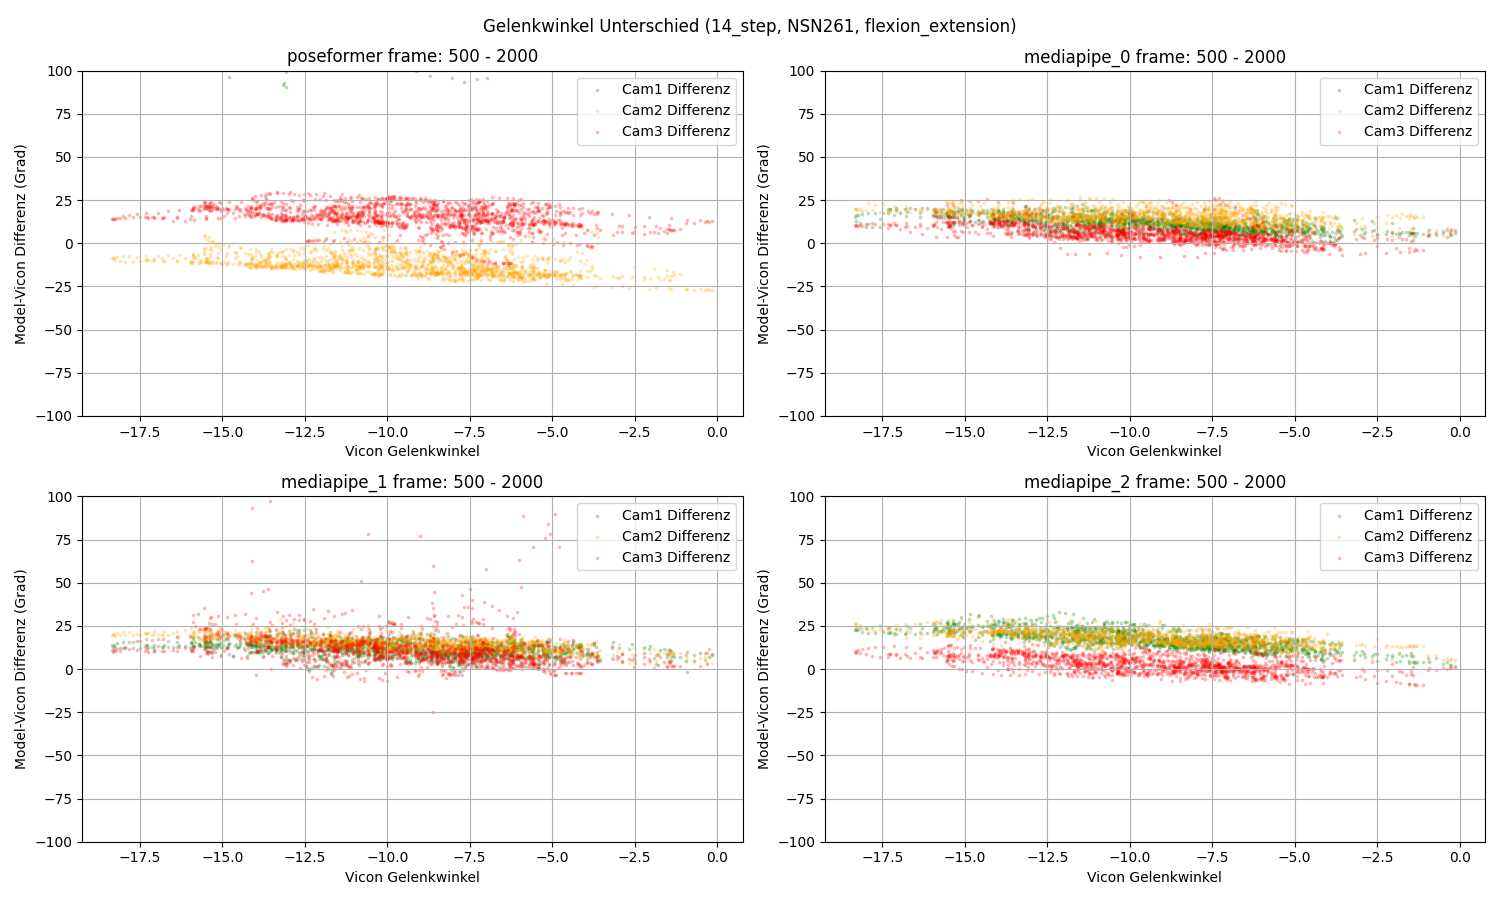 Gelenkwinkel Unterschied (14_step, NSN261, flexion_extension)
poseformer frame: 500 - 2000
100
75
50
25
0
−25
−50
−75
−100
Model-Vicon Differenz (Grad)
Cam1 Differenz
Cam2 Differenz
Cam3 Differenz
−17.5 −15.0 −12.5 −10.0 −7.5 −5.0 −2.5 0.0
Vicon Gelenkwinkel
mediapipe_0 frame: 500 - 2000
100
75
50
25
0
−25
−50
−75
−100
Model-Vicon Differenz (Grad)
Cam1 Differenz
Cam2 Differenz
Cam3 Differenz
−17.5 −15.0 −12.5 −10.0 −7.5 −5.0 −2.5 0.0
Vicon Gelenkwinkel
mediapipe_1 frame: 500 - 2000
100
75
50
25
0
−25
−50
−75
−100
Model-Vicon Differenz (Grad)
Cam1 Differenz
Cam2 Differenz
Cam3 Differenz
−17.5 −15.0 −12.5 −10.0 −7.5 −5.0 −2.5 0.0
Vicon Gelenkwinkel
mediapipe_2 frame: 500 - 2000
100
75
50
25
0
−25
−50
−75
−100
Model-Vicon Differenz (Grad)
Cam1 Differenz
Cam2 Differenz
Cam3 Differenz
−17.5 −15.0 −12.5 −10.0 −7.5 −5.0 −2.5 0.0
Vicon Gelenkwinkel